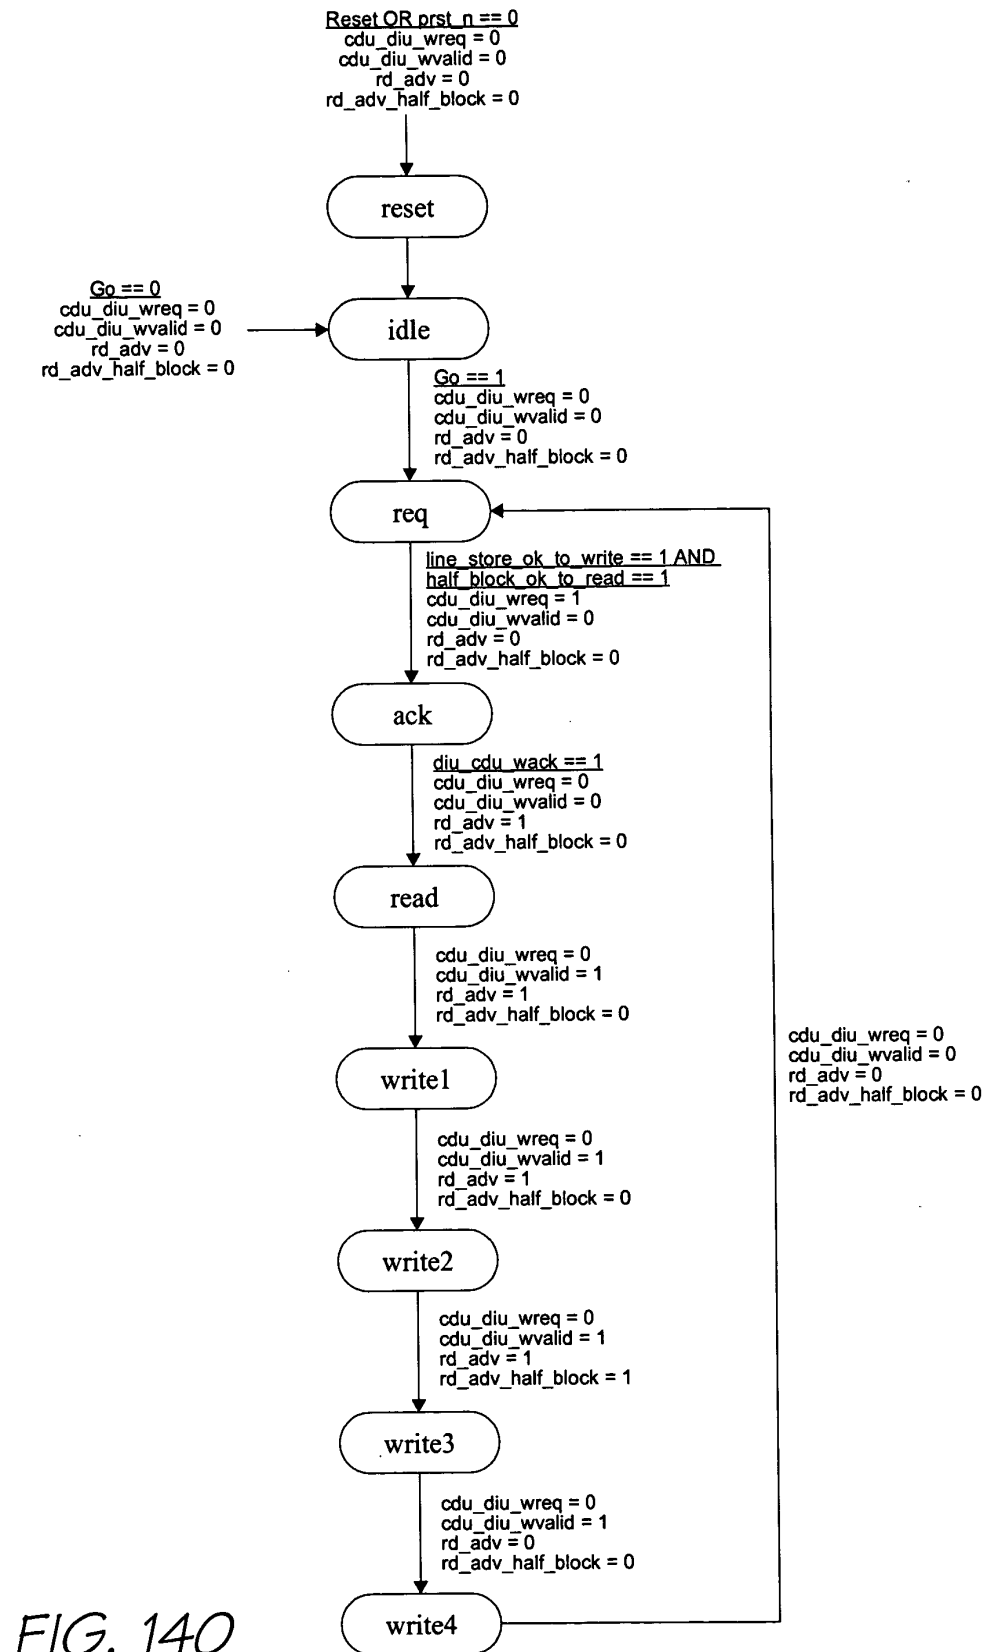 Reset OR prst_n == 0
cdu_diu_wreq = 0
cdu_diu_wvalid = 0
rd_adv = 0
rd_adv_half_block = 0
reset
Go == 0
cdu_diu_wreq = 0
cdu_diu_wvalid = 0
rd_adv = 0
rd_adv_half_block = 0
idle
Go == 1
cdu_diu_wreq = 0
cdu_diu_wvalid = 0
rd_adv = 0
rd_adv_half_block = 0
req
line_store_ok_to_write == 1 AND
half_block_ok_to_read == 1
cdu_diu_wreq = 1
cdu_diu_wvalid = 0
rd_adv = 0
rd_adv_half_block = 0
ack
diu_cdu_wack == 1
cdu_diu_wreq = 0
cdu_diu_wvalid = 0
rd_adv = 1
rd_adv_half_block = 0
read
cdu_diu_wreq = 0
cdu_diu_wvalid = 1
rd_adv = 1
rd_adv_half_block = 0
cdu_diu_wreq = 0
cdu_diu_wvalid = 0
rd_adv = 0
rd_adv_half_block = 0
write1
cdu_diu_wreq = 0
cdu_diu_wvalid = 1
rd_adv = 1
rd_adv_half_block = 0
write2
cdu_diu_wreq = 0
cdu_diu_wvalid = 1
rd_adv = 1
rd_adv_half_block = 1
write3
cdu_diu_wreq = 0
cdu_diu_wvalid = 1
rd_adv = 0
rd_adv_half_block = 0
write4
FIG. 140